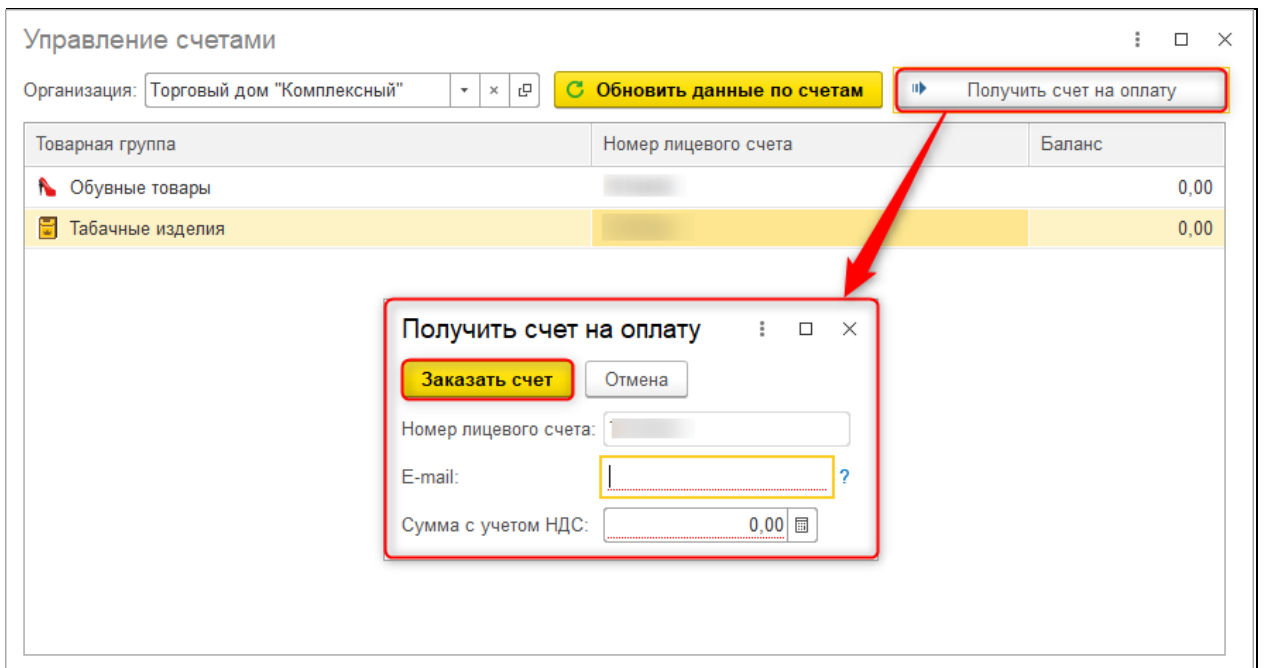 Управление счетами
Организация: Торговый дом "Комплексный" Обновить данные по счетам Получить счет на оплату
Товарная группа Номер лицевого счета Баланс
Обувные товары 0,00
Табачные изделия 0,00
Получить счет на оплату
Заказать счет Отмена
Номер лицевого счета:
E-mail: ?
Сумма с учетом НДС: 0,00